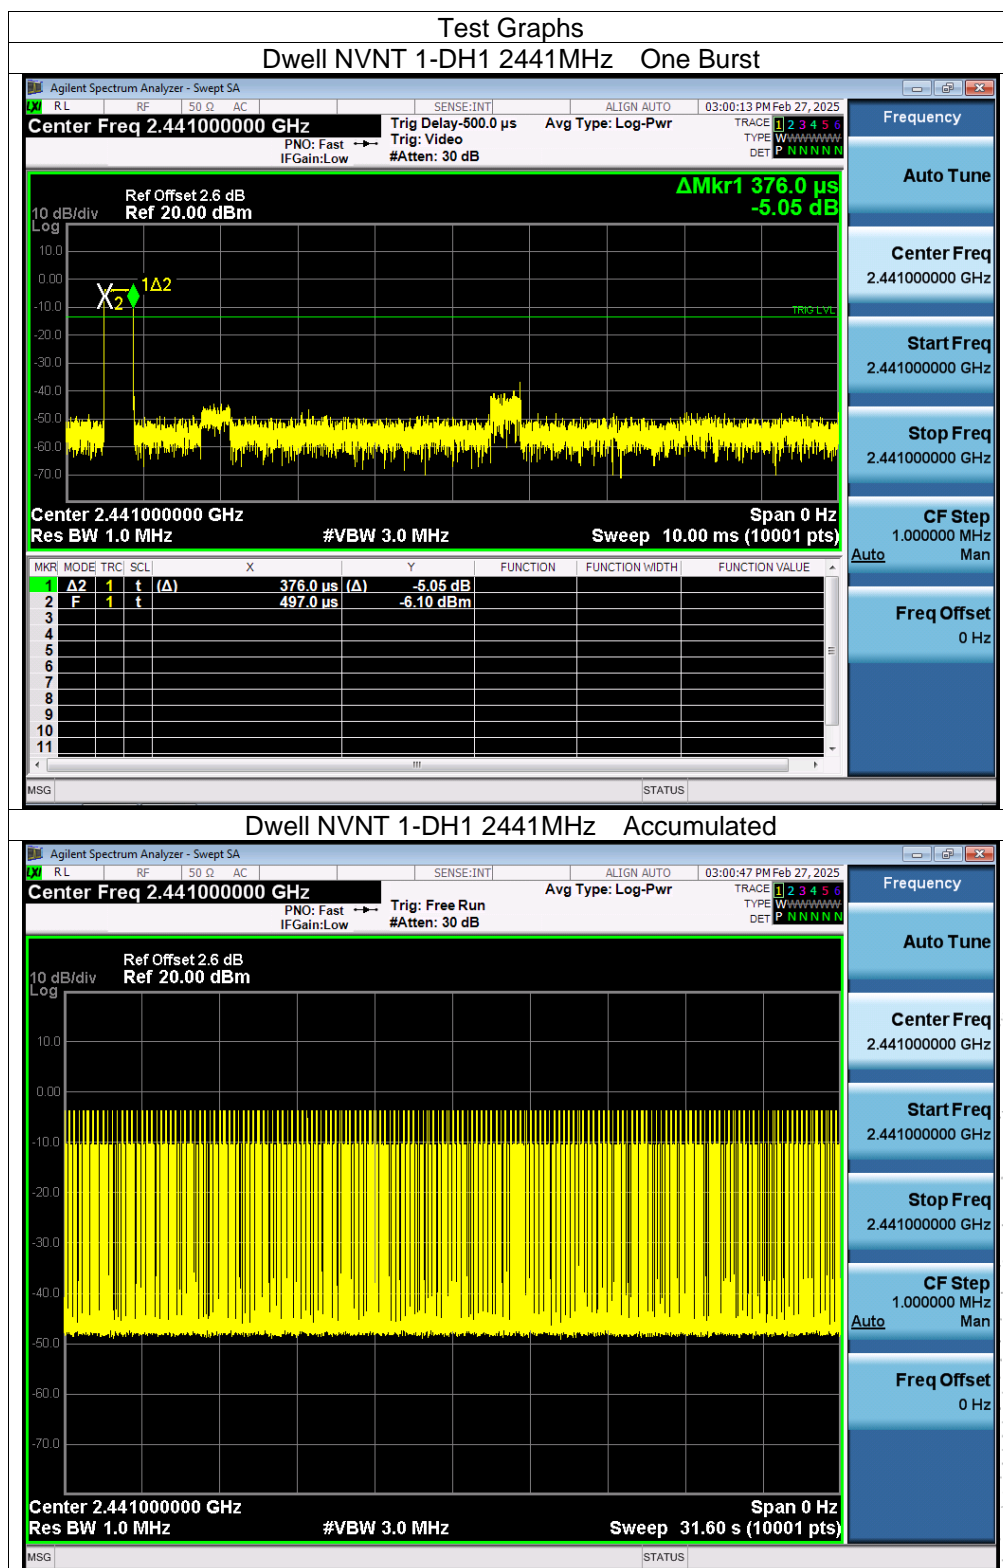 Test Graphs
Dwell NVNT 1-DH1 2441MHz One Burst
Agilent Spectrum Analyzer - Swept SA
LXI RL RF 50 Ω AC SENSE:INT ALIGN AUTO 03:00:13 PM Feb 27, 2025
Center Freq 2.441000000 GHz
PNO: Fast
IFGain:Low
Trig Delay-500.0 µs
Trig: Video
#Atten: 30 dB
Avg Type: Log-Pwr
TRACE 1 2 3 4 5 6
TYPE WWWWWW
DET P N N N N N
Frequency
Auto Tune
Center Freq
2.441000000 GHz
Start Freq
2.441000000 GHz
Stop Freq
2.441000000 GHz
CF Step
1.000000 MHz
Auto Man
Freq Offset
0 Hz
ΔMkr1 376.0 µs
-5.05 dB
Ref Offset 2.6 dB
10 dB/div Ref 20.00 dBm
Log
10.0
0.00
-10.0
-20.0
-30.0
-40.0
-50.0
-60.0
-70.0
X2
1Δ2
TRIG LVL
Center 2.441000000 GHz Span 0 Hz
Res BW 1.0 MHz #VBW 3.0 MHz Sweep 10.00 ms (10001 pts)
MKR MODE TRC SCL X Y FUNCTION FUNCTION WIDTH FUNCTION VALUE
1 Δ2 1 t (Δ) 376.0 µs (Δ) -5.05 dB
2 F 1 t 497.0 µs -6.10 dBm
3
4
5
6
7
8
9
10
11
MSG STATUS
Dwell NVNT 1-DH1 2441MHz Accumulated
Agilent Spectrum Analyzer - Swept SA
LXI RL RF 50 Ω AC SENSE:INT ALIGN AUTO 03:00:47 PM Feb 27, 2025
Center Freq 2.441000000 GHz
PNO: Fast
IFGain:Low
Trig: Free Run
#Atten: 30 dB
Avg Type: Log-Pwr
TRACE 1 2 3 4 5 6
TYPE WWWWWW
DET P N N N N N
Frequency
Auto Tune
Center Freq
2.441000000 GHz
Start Freq
2.441000000 GHz
Stop Freq
2.441000000 GHz
CF Step
1.000000 MHz
Auto Man
Freq Offset
0 Hz
Ref Offset 2.6 dB
10 dB/div Ref 20.00 dBm
Log
10.0
0.00
-10.0
-20.0
-30.0
-40.0
-50.0
-60.0
-70.0
Center 2.441000000 GHz Span 0 Hz
Res BW 1.0 MHz #VBW 3.0 MHz Sweep 31.60 s (10001 pts)
MSG STATUS